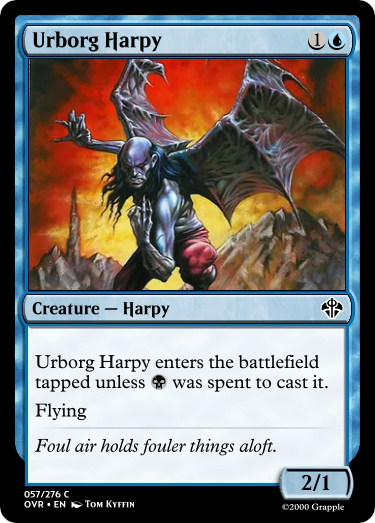 Urborg Harpy 1
Creature — Harpy
Urborg Harpy enters the battlefield
tapped unless was spent to cast it.
Flying
Foul air holds fouler things aloft.
2/1
057/276 C
OVR • EN Tom Kyffin
©2000 Grapple